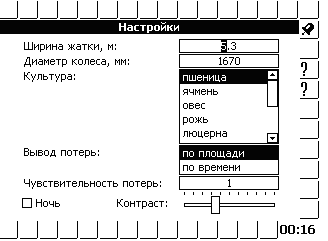 Настройки
Ширина жатки, м: 5.3
Диаметр колеса, мм: 1670
Культура: пшеница
ячмень
овес
рожь
люцерна
Вывод потерь: по площади
по времени
Чувствительность потерь: 1
Ночь Контраст:
00:16
?
?